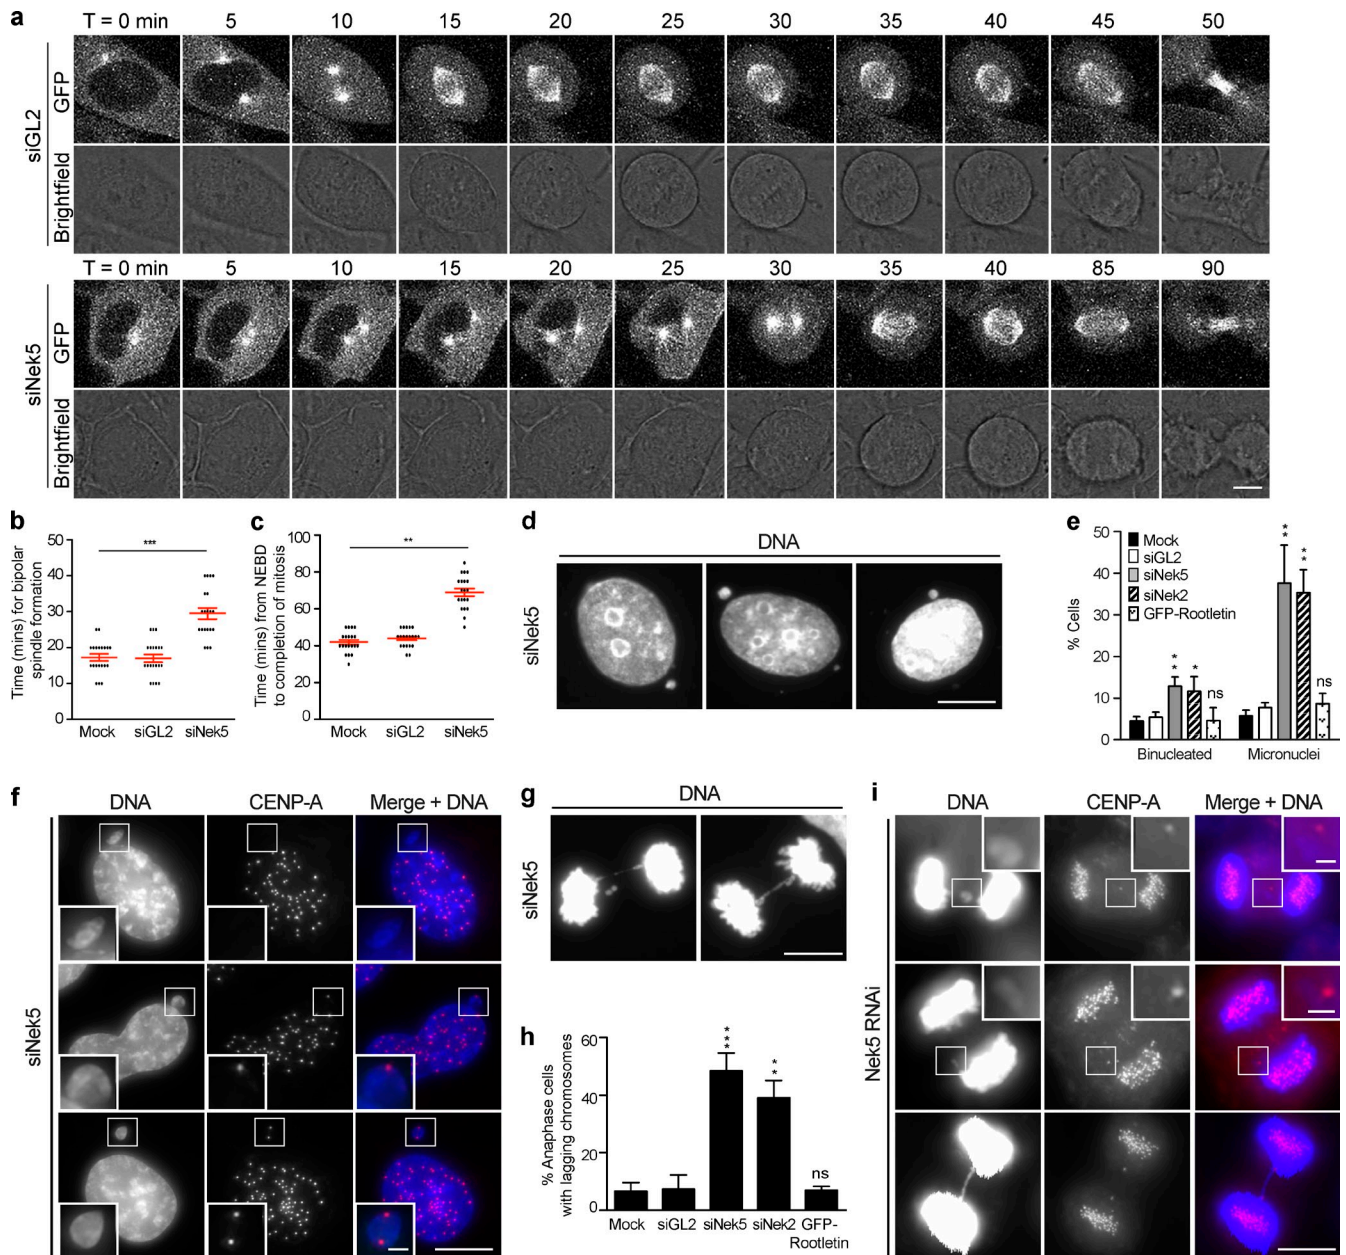 a
T = 0 min 5 10 15 20 25 30 35 40 45 50
siGL2
GFP
Brightfield
T = 0 min 5 10 15 20 25 30 35 40 85 90
siNek5
GFP
Brightfield
b
Time (mins) for bipolar
spindle formation
50
40
30
20
10
0
***
Mock siGL2 siNek5
c
Time (mins) from NEBD
to completion of mitosis
100
80
60
40
20
0
**
Mock siGL2 siNek5
d
DNA
siNek5
e
% Cells
50
40
30
20
10
0
Mock
siGL2
siNek5
siNek2
GFP-Rootletin
** * ns
** ** ns
Binucleated Micronuclei
f
DNA CENP-A Merge + DNA
siNek5
g
DNA
siNek5
h
% Anaphase cells
with lagging chromosomes
60
40
20
0
*** ** ns
Mock siGL2 siNek5 siNek2 GFP-
Rootletin
i
DNA CENP-A Merge + DNA
Nek5 RNAi